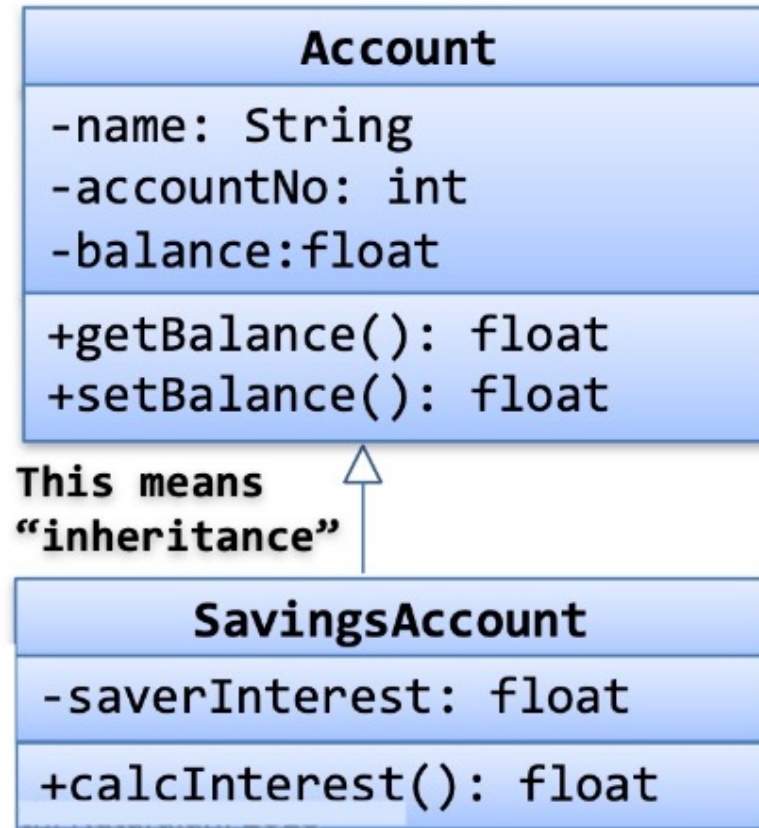 Account
-name: String
-accountNo: int
-balance:float
+getBalance(): float
+setBalance(): float
This means
“inheritance”
SavingsAccount
-saverInterest: float
+calcInterest(): float